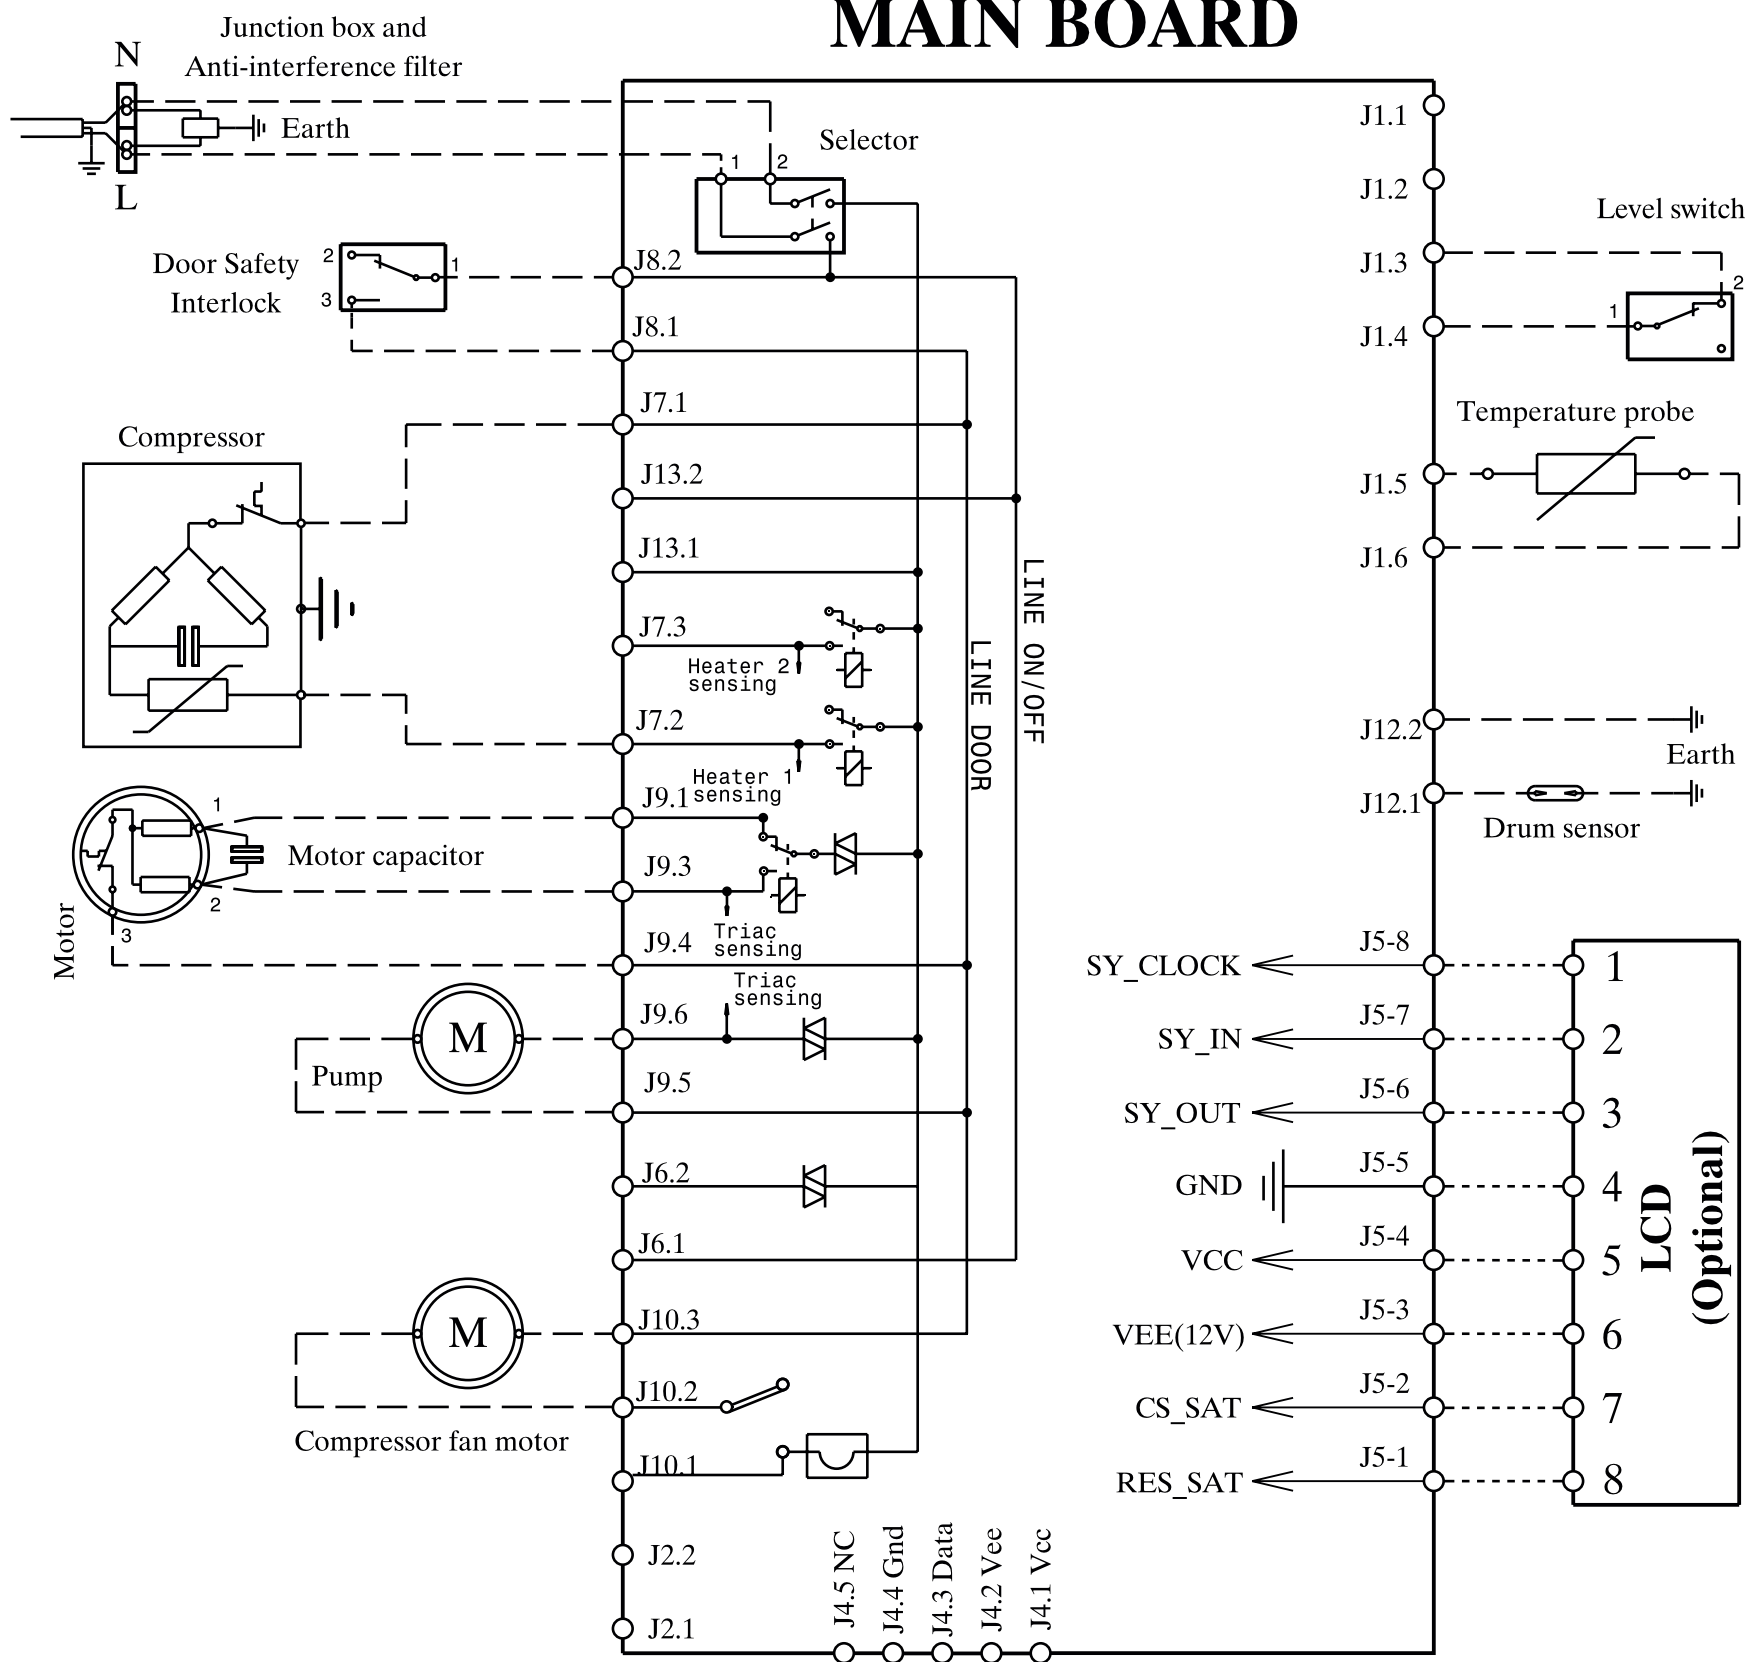 MAIN BOARD
Junction box and
Anti-interference filter
N
Earth
L
Selector
1
2
Door Safety
Interlock
2
1
3
J8.2
J8.1
Compressor
J7.1
J13.2
J13.1
J7.3
Heater 2
sensing
J7.2
Heater 1
sensing
LINE DOOR
LINE ON/OFF
J9.1
1
Motor capacitor
2
3
Motor
J9.3
Triac
sensing
J9.4
Triac
sensing
J9.6
M
Pump
J9.5
J6.2
J6.1
J10.3
M
J10.2
Compressor fan motor
J10.1
J2.2
J2.1
J4.5 NC
J4.4 Gnd
J4.3 Data
J4.2 Vee
J4.1 Vcc
J1.1
J1.2
Level switch
J1.3
2
1
J1.4
Temperature probe
J1.5
J1.6
J12.2
Earth
J12.1
Drum sensor
SY_CLOCK
J5-8
1
SY_IN
J5-7
2
SY_OUT
J5-6
3
GND
J5-5
4
VCC
J5-4
5
VEE(12V)
J5-3
6
CS_SAT
J5-2
7
RES_SAT
J5-1
8
LCD
(Optional)